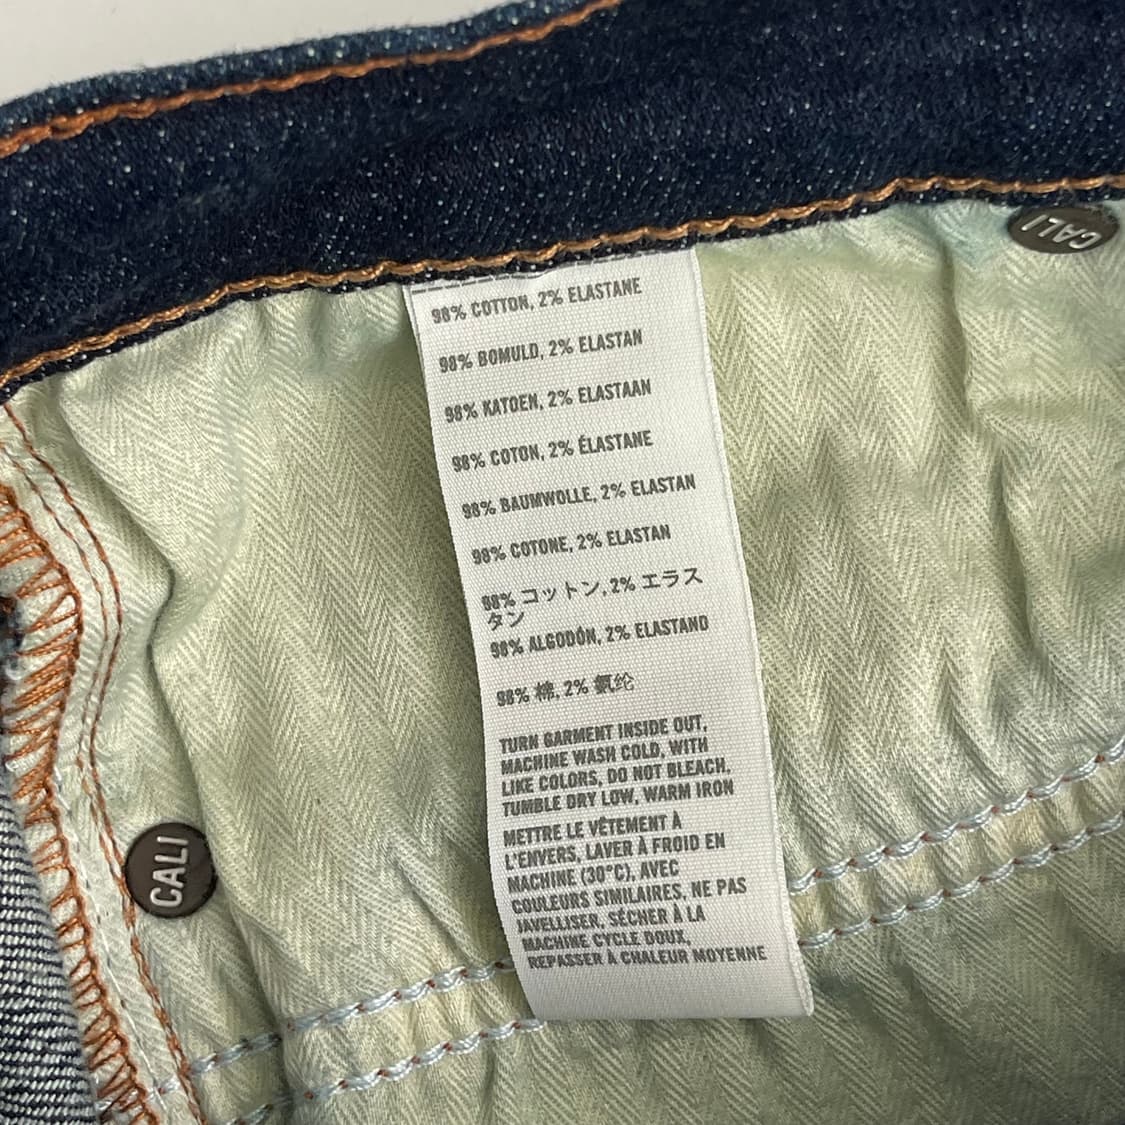 CALI
98% COTTON, 2% ELASTANE
98% BOMULD, 2% ELASTAN
98% KATOEN, 2% ELASTAAN
98% COTON, 2% ÉLASTANE
98% BAUMWOLLE, 2% ELASTAN
98% COTONE, 2% ELASTAN
98% コットン, 2% エラス
タン
98% ALGODÓN, 2% ELASTANO
98% 棉, 2% 氨纶
TURN GARMENT INSIDE OUT,
MACHINE WASH COLD, WITH
LIKE COLORS, DO NOT BLEACH,
TUMBLE DRY LOW, WARM IRON
METTRE LE VÊTEMENT À
L'ENVERS, LAVER À FROID EN
MACHINE (30°C), AVEC
COULEURS SIMILAIRES, NE PAS
JAVELLISER, SÉCHER À LA
MACHINE CYCLE DOUX,
REPASSER À CHALEUR MOYENNE
CALI